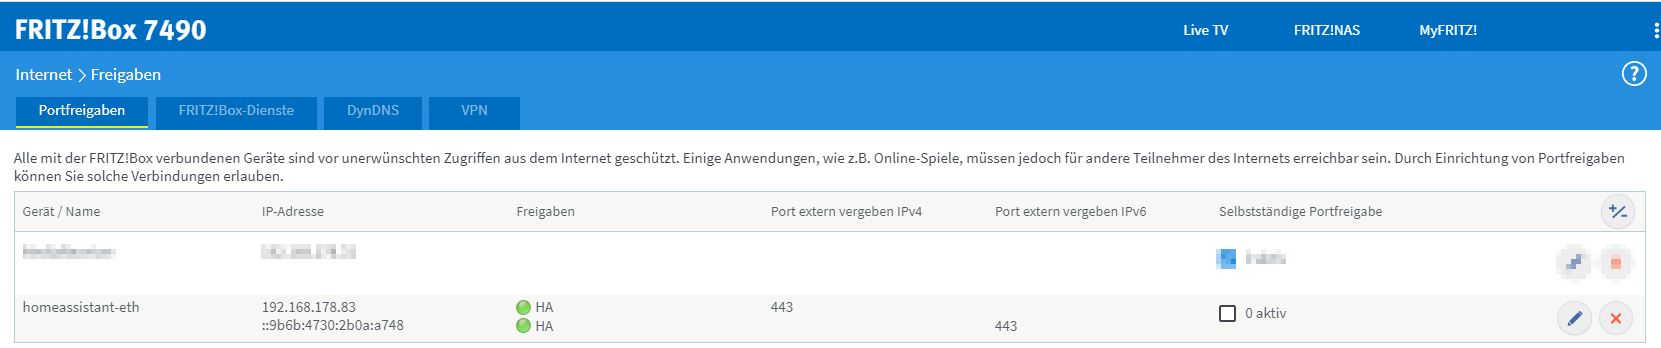 FRITZ!Box 7490
Live TV FRITZ!NAS MyFRITZ!
Internet > Freigaben
?
Portfreigaben FRITZ!Box-Dienste DynDNS VPN
Alle mit der FRITZ!Box verbundenen Geräte sind vor unerwünschten Zugriffen aus dem Internet geschützt. Einige Anwendungen, wie z.B. Online-Spiele, müssen jedoch für andere Teilnehmer des Internets erreichbar sein. Durch Einrichtung von Portfreigaben
können Sie solche Verbindungen erlauben.
Gerät / Name IP-Adresse Freigaben Port extern vergeben IPv4 Port extern vergeben IPv6 Selbstständige Portfreigabe
homeassistant-eth 192.168.178.83 HA 443 0 aktiv
::9b6b:4730:2b0a:a748 HA 443